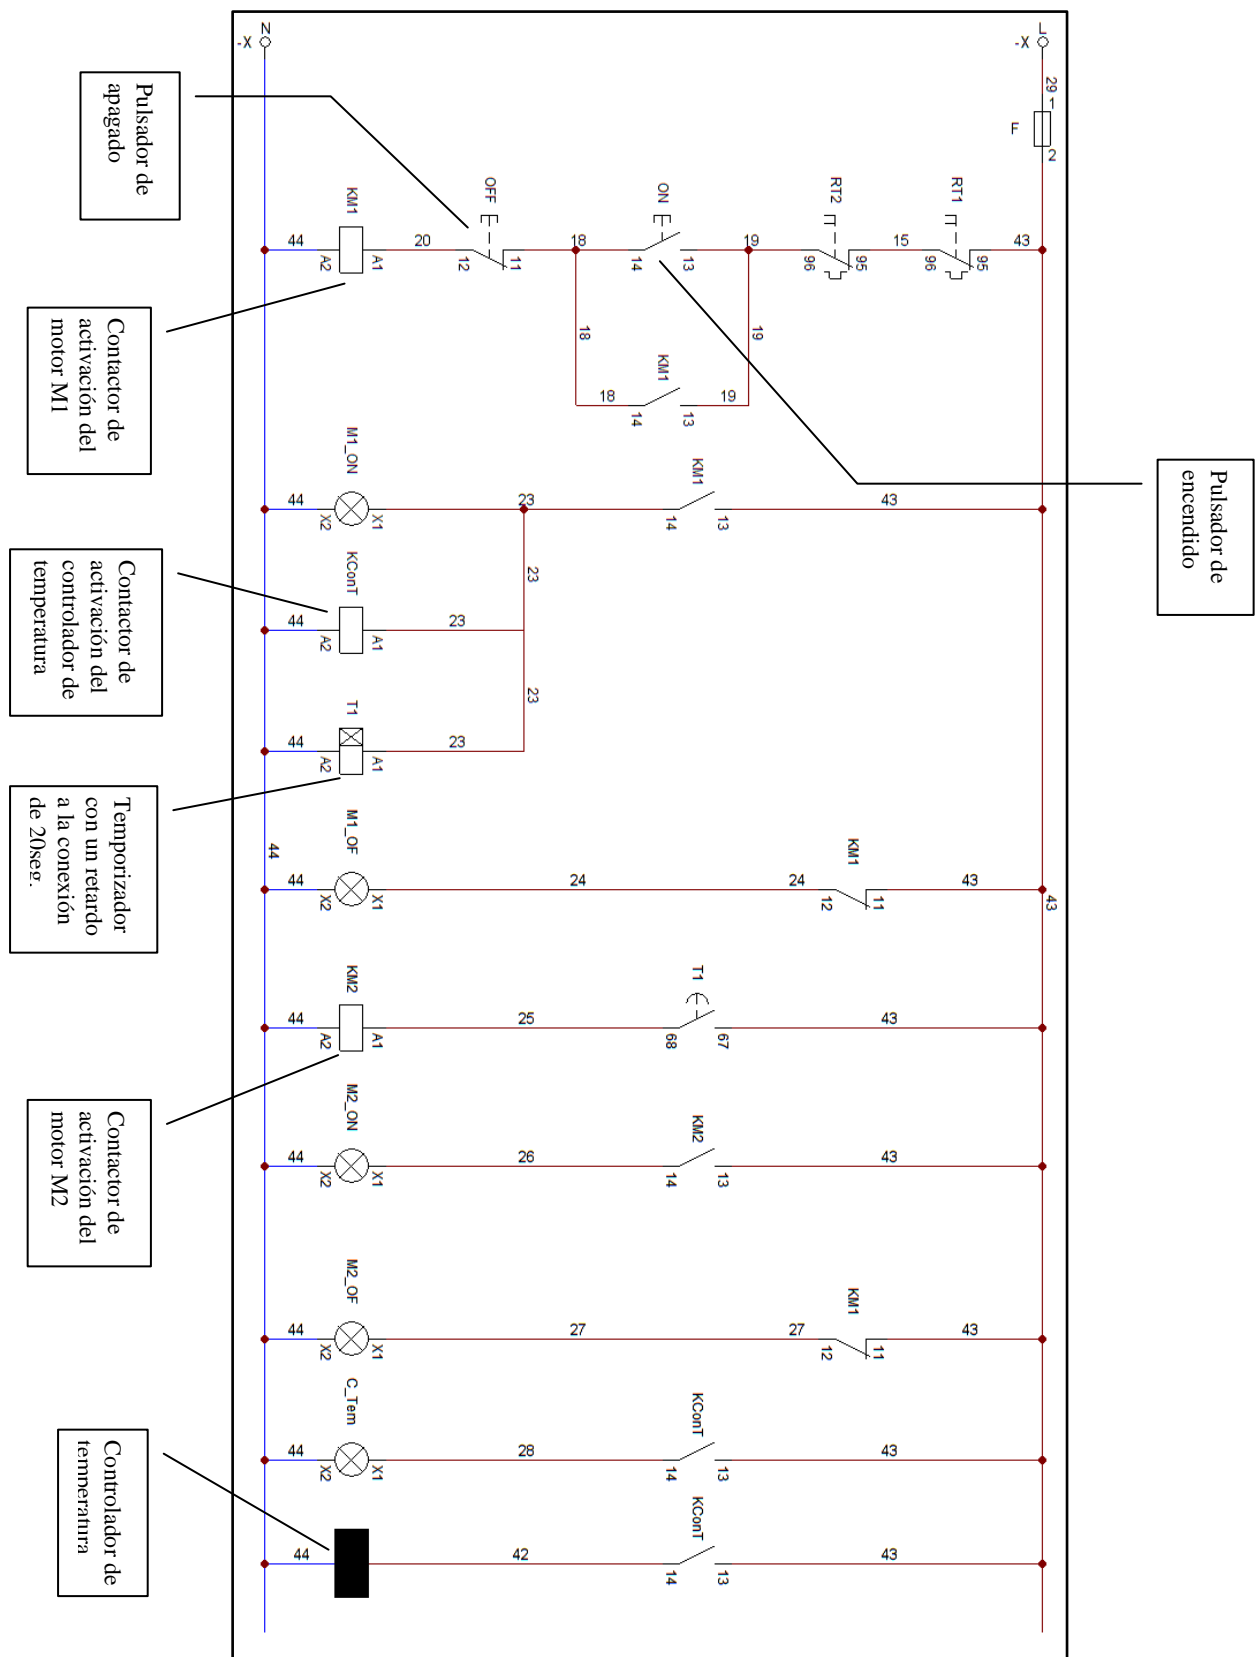 Pulsador de
encendido
L
-X
29
1
F
2
43
43
43
43
43
43
43
43
43
RT1
95
96
15
RT2
95
96
19
ON
13
14
18
19
19
KM1
13
14
18
18
OFF
11
12
20
KM1
A1
A2
44
KM1
13
14
23
M1_ON
X1
X2
44
23
23
KConT
A1
A2
44
23
23
T1
A1
A2
44
KM1
11
12
24
24
M1_OF
X1
X2
44
44
T1
67
68
25
KM2
A1
A2
44
KM2
13
14
26
M2_ON
X1
X2
44
KM1
11
12
27
27
M2_OF
X1
X2
44
KConT
13
14
28
C_Tem
X1
X2
44
KConT
13
14
42
44
N
-X
Pulsador de
apagado
Contactor de
activación del
motor M1
Contactor de
activación del
controlador de
temperatura
Temporizador
con un retardo
a la conexión
de 20seg.
Contactor de
activación del
motor M2
Controlador de
temperatura